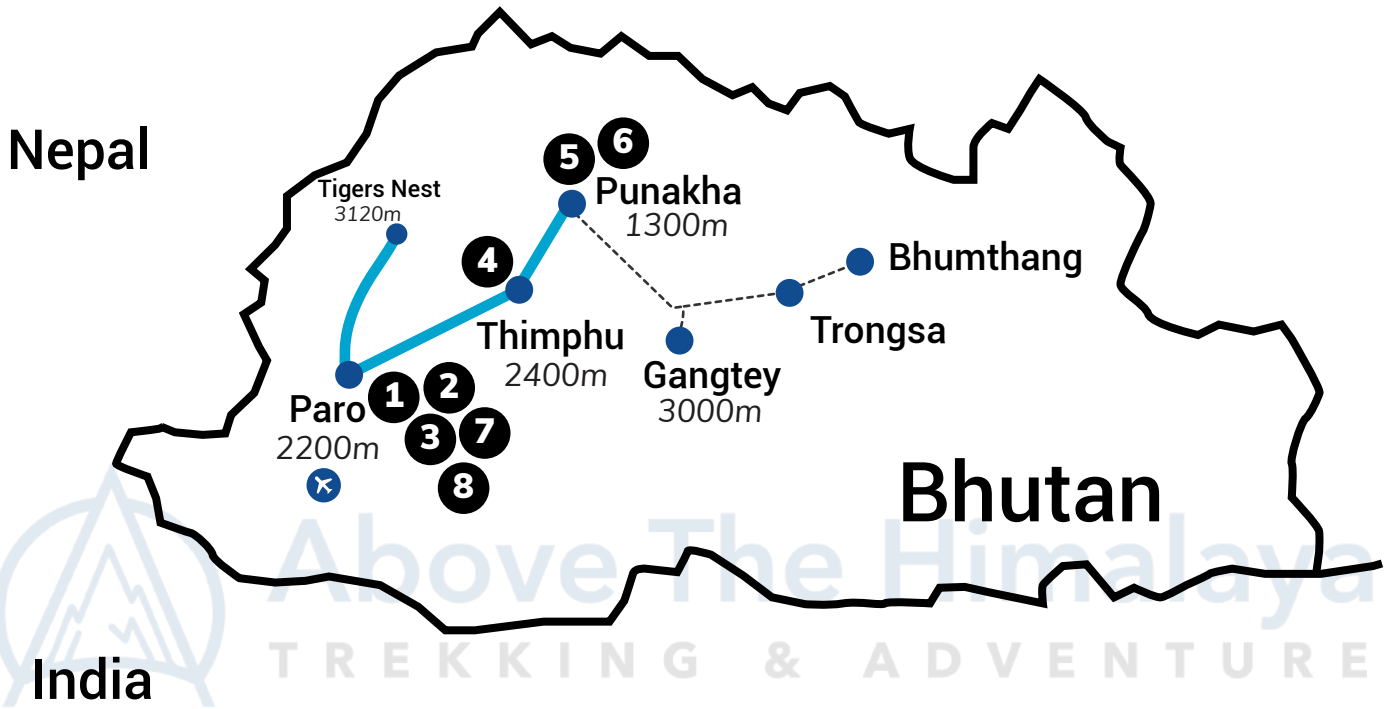 Nepal
5
6
Tigers Nest
3120m
Punakha
1300m
4
Bhumthang
Thimphu
2400m
Trongsa
Gangtey
3000m
Paro
2200m
1
2
3
7
8
Bhutan
Above The Himalaya
TREKKING & ADVENTURE
India